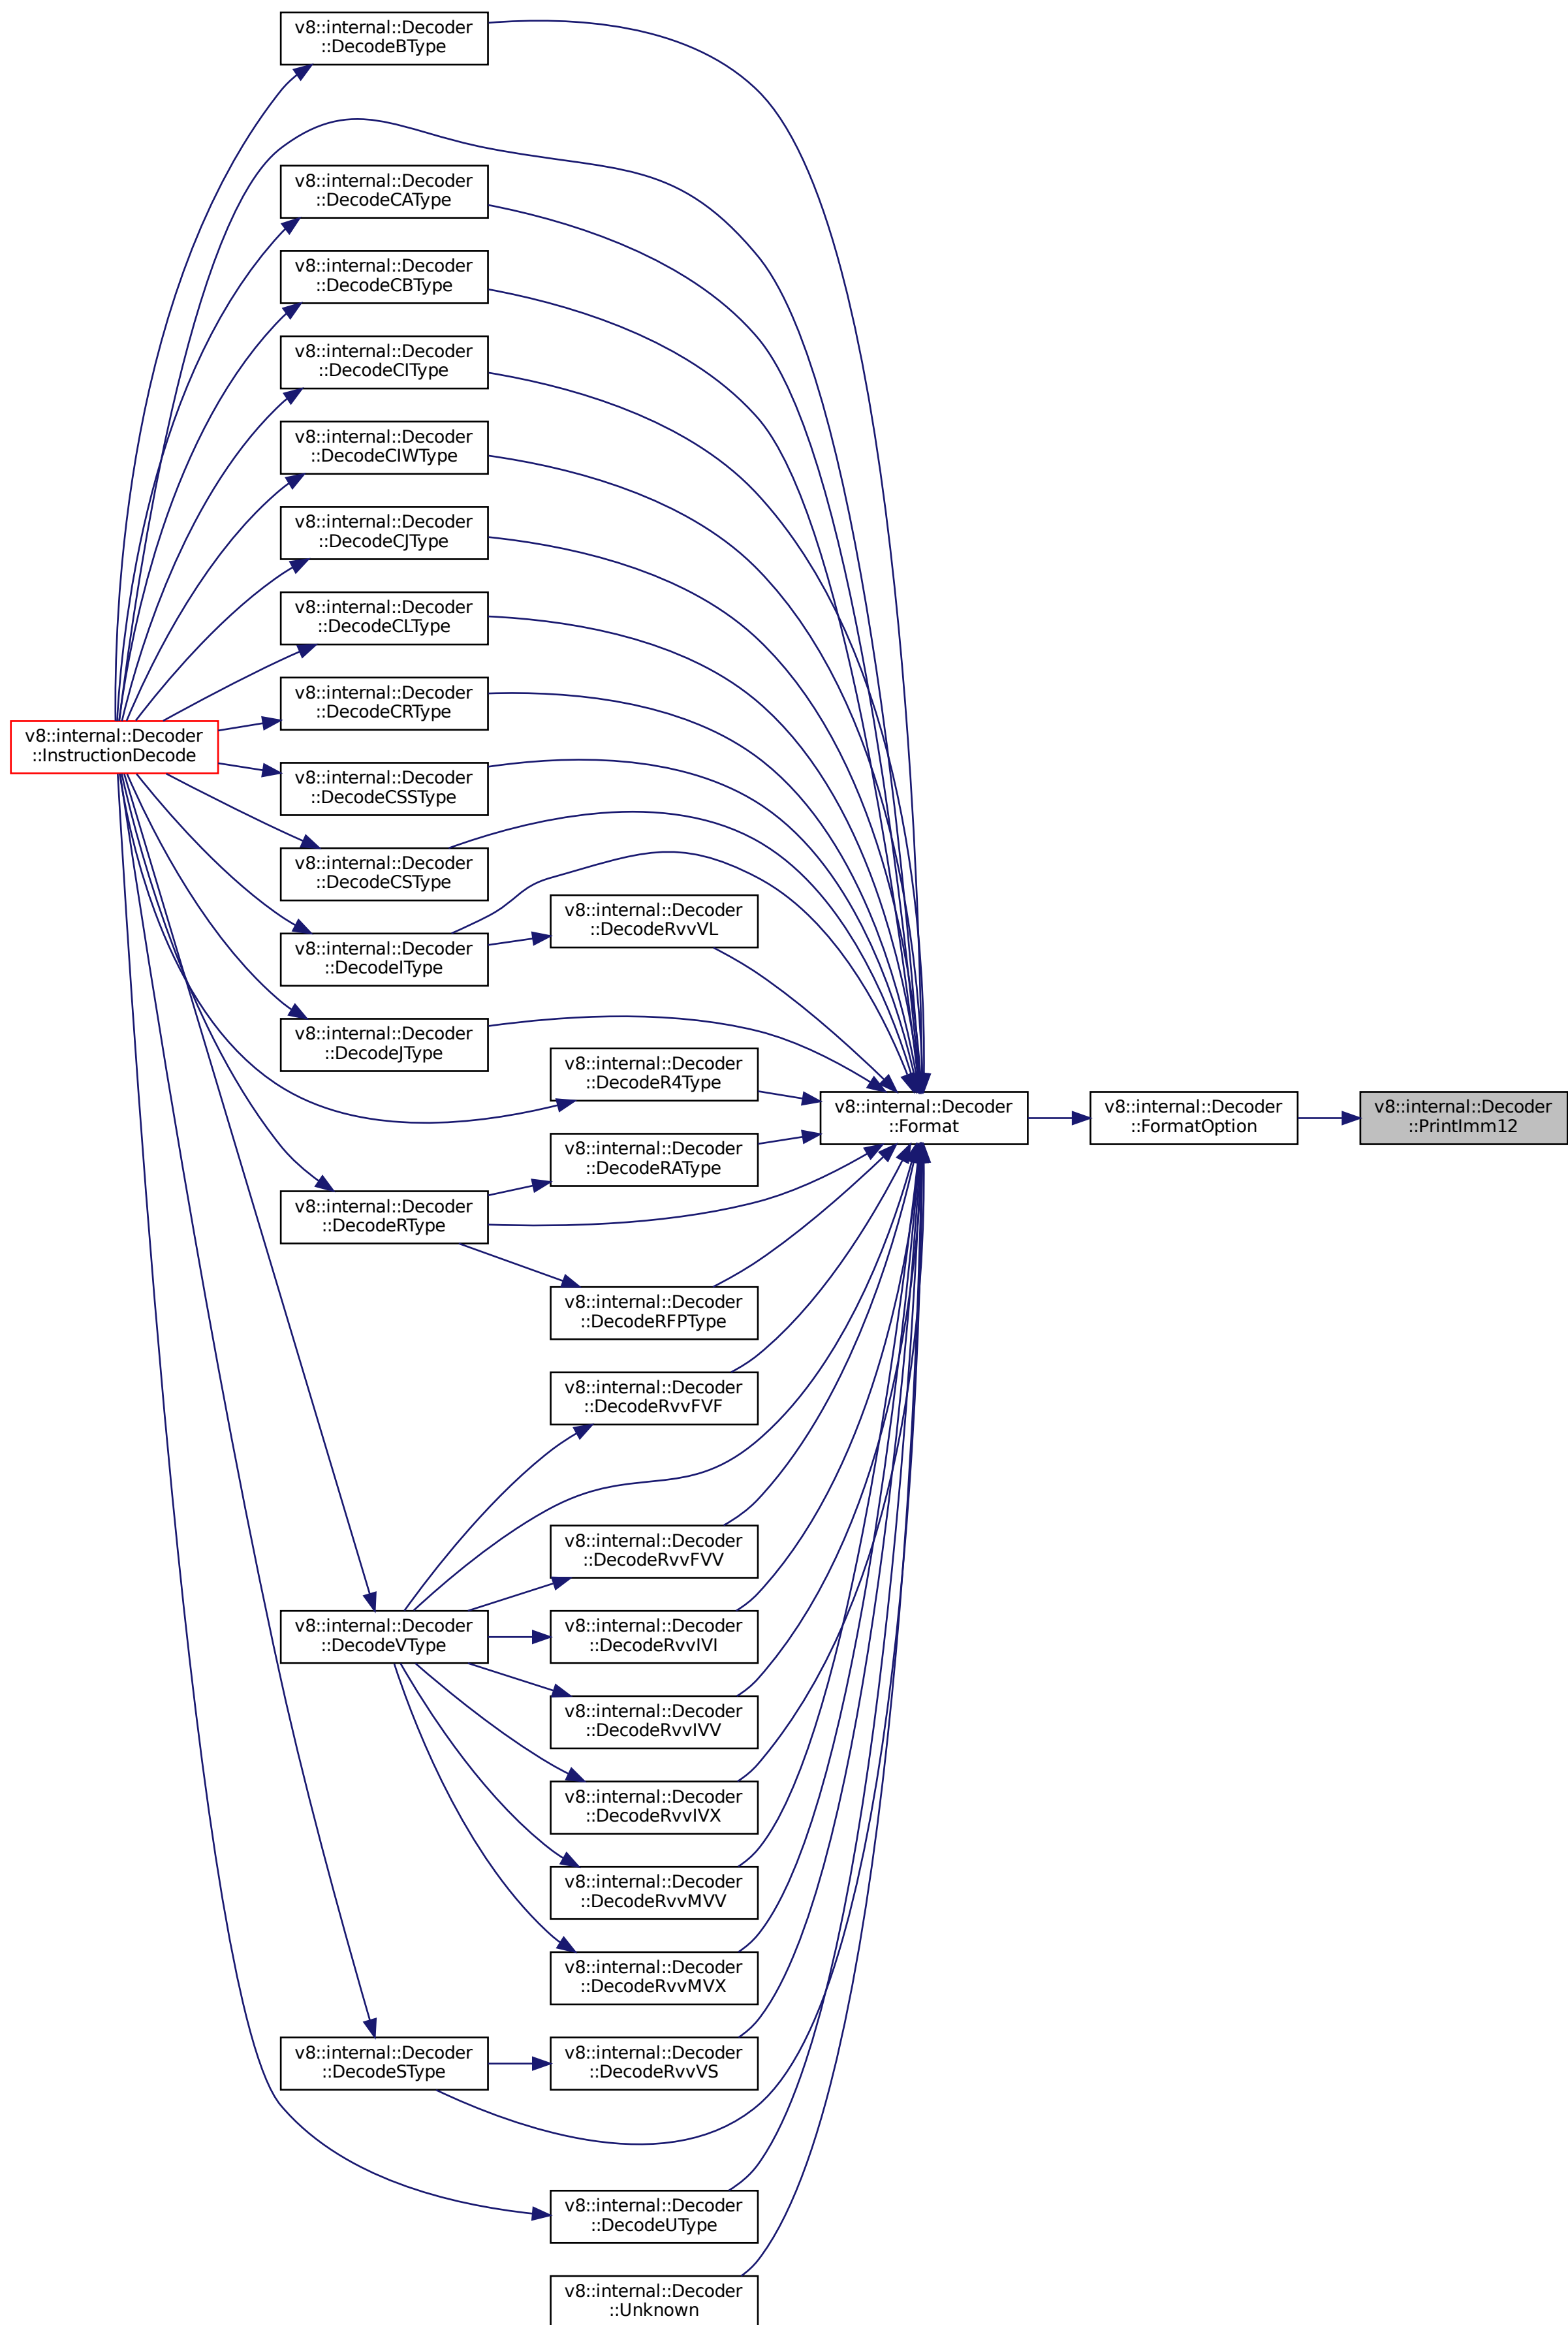 v8::internal::Decoder
::DecodeBType
v8::internal::Decoder
::DecodeCAType
v8::internal::Decoder
::DecodeCBType
v8::internal::Decoder
::DecodeCIType
v8::internal::Decoder
::DecodeCIWType
v8::internal::Decoder
::DecodeCJType
v8::internal::Decoder
::DecodeCLType
v8::internal::Decoder
::DecodeCRType
v8::internal::Decoder
::InstructionDecode
v8::internal::Decoder
::DecodeCSSType
v8::internal::Decoder
::DecodeCSType
v8::internal::Decoder
::DecodeRvvVL
v8::internal::Decoder
::DecodeIType
v8::internal::Decoder
::DecodeJType
v8::internal::Decoder
::DecodeR4Type
v8::internal::Decoder
::Format
v8::internal::Decoder
::FormatOption
v8::internal::Decoder
::PrintImm12
v8::internal::Decoder
::DecodeRAType
v8::internal::Decoder
::DecodeRType
v8::internal::Decoder
::DecodeRFPType
v8::internal::Decoder
::DecodeRvvFVF
v8::internal::Decoder
::DecodeRvvFVV
v8::internal::Decoder
::DecodeVType
v8::internal::Decoder
::DecodeRvvIVI
v8::internal::Decoder
::DecodeRvvIVV
v8::internal::Decoder
::DecodeRvvIVX
v8::internal::Decoder
::DecodeRvvMVV
v8::internal::Decoder
::DecodeRvvMVX
v8::internal::Decoder
::DecodeSType
v8::internal::Decoder
::DecodeRvvVS
v8::internal::Decoder
::DecodeUType
v8::internal::Decoder
::Unknown